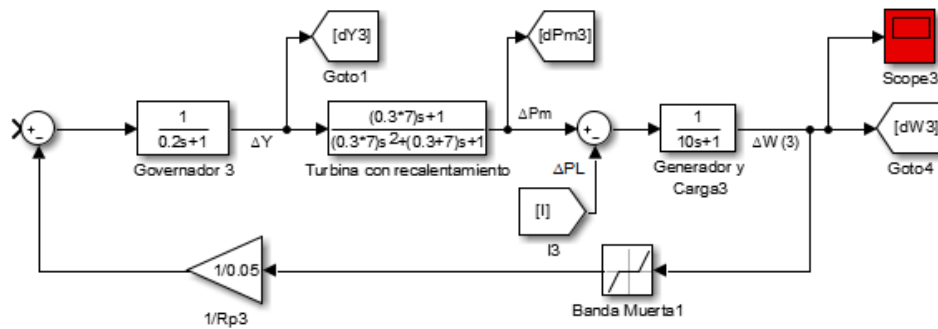 [dY3]
Goto1
[dPm3]
Scope3
1
0.2s+1
Governador 3
ΔY
(0.3*7)s+1
(0.3*7)s²+(0.3+7)s+1
Turbina con recalentamiento
ΔPm
ΔPL
1
10s+1
Generador y
Carga3
ΔW (3)
[dW3]
Goto4
[I]
I3
1/0.05
1/Rp3
Banda Muerta1